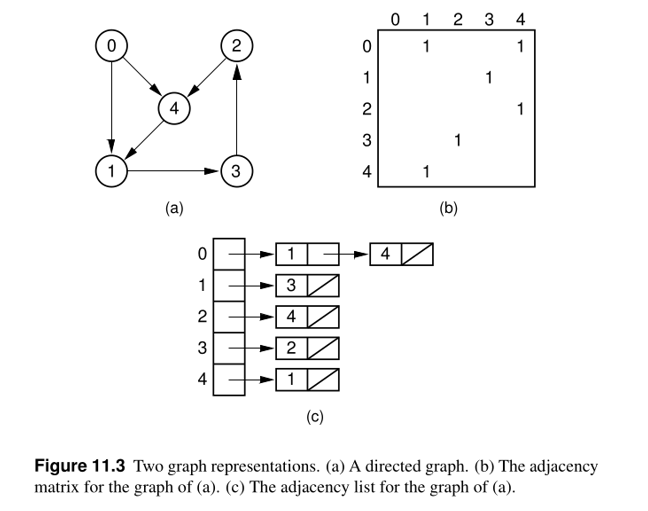 0 2
4
1 3
(a)
0 1 2 3 4
0 1 1
1 1
2 1
3 1
4 1
(b)
0 1 4
1 3
2 4
3 2
4 1
(c)
Figure 11.3 Two graph representations. (a) A directed graph. (b) The adjacency
matrix for the graph of (a). (c) The adjacency list for the graph of (a).